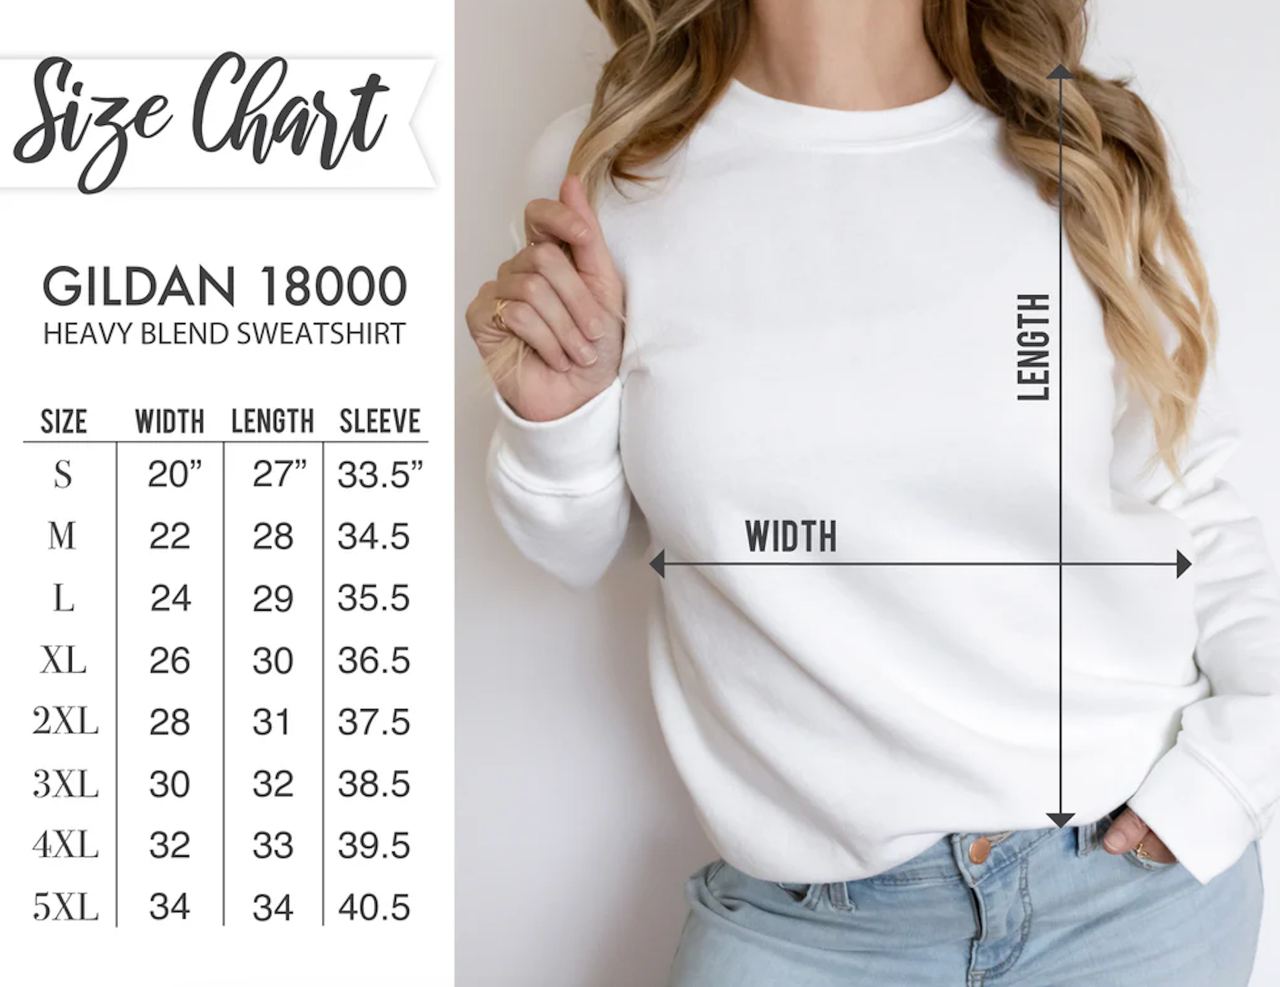 Size Chart
GILDAN 18000
HEAVY BLEND SWEATSHIRT
SIZE WIDTH LENGTH SLEEVE
S 20” 27” 33.5”
M 22 28 34.5
L 24 29 35.5
XL 26 30 36.5
2XL 28 31 37.5
3XL 30 32 38.5
4XL 32 33 39.5
5XL 34 34 40.5
LENGTH
WIDTH